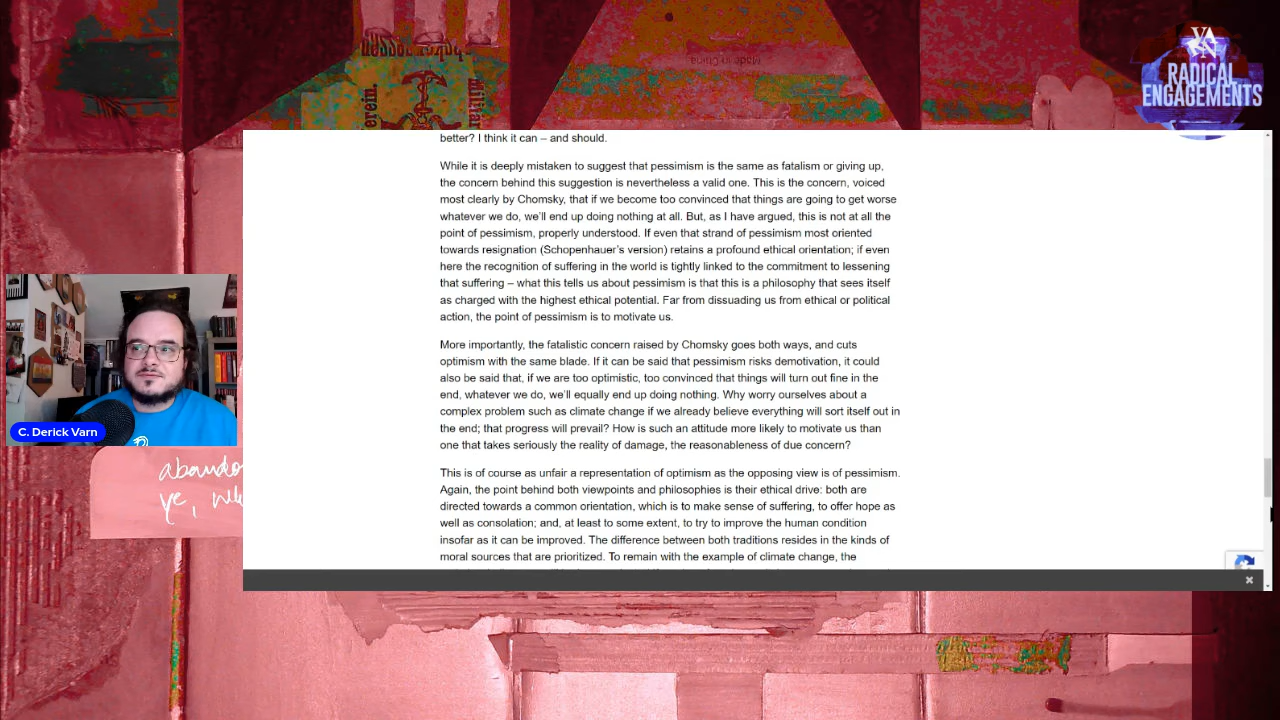 erein.
Made in China
VARN
RADICAL
ENGAGEMENTS
better? I think it can – and should.
While it is deeply mistaken to suggest that pessimism is the same as fatalism or giving up,
the concern behind this suggestion is nevertheless a valid one. This is the concern, voiced
most clearly by Chomsky, that if we become too convinced that things are going to get worse
whatever we do, we’ll end up doing nothing at all. But, as I have argued, this is not at all the
point of pessimism, properly understood. If even that strand of pessimism most oriented
towards resignation (Schopenhauer’s version) retains a profound ethical orientation; if even
here the recognition of suffering in the world is tightly linked to the commitment to lessening
that suffering – what this tells us about pessimism is that this is a philosophy that sees itself
as charged with the highest ethical potential. Far from dissuading us from ethical or political
action, the point of pessimism is to motivate us.
More importantly, the fatalistic concern raised by Chomsky goes both ways, and cuts
optimism with the same blade. If it can be said that pessimism risks demotivation, it could
also be said that, if we are too optimistic, too convinced that things will turn out fine in the
end, whatever we do, we’ll equally end up doing nothing. Why worry ourselves about a
complex problem such as climate change if we already believe everything will sort itself out in
the end; that progress will prevail? How is such an attitude more likely to motivate us than
one that takes seriously the reality of damage, the reasonableness of due concern?
This is of course as unfair a representation of optimism as the opposing view is of pessimism.
Again, the point behind both viewpoints and philosophies is their ethical drive: both are
directed towards a common orientation, which is to make sense of suffering, to offer hope as
well as consolation; and, at least to some extent, to try to improve the human condition
insofar as it can be improved. The difference between both traditions resides in the kinds of
moral sources that are prioritized. To remain with the example of climate change, the
C. Derick Varn
abando
ye,